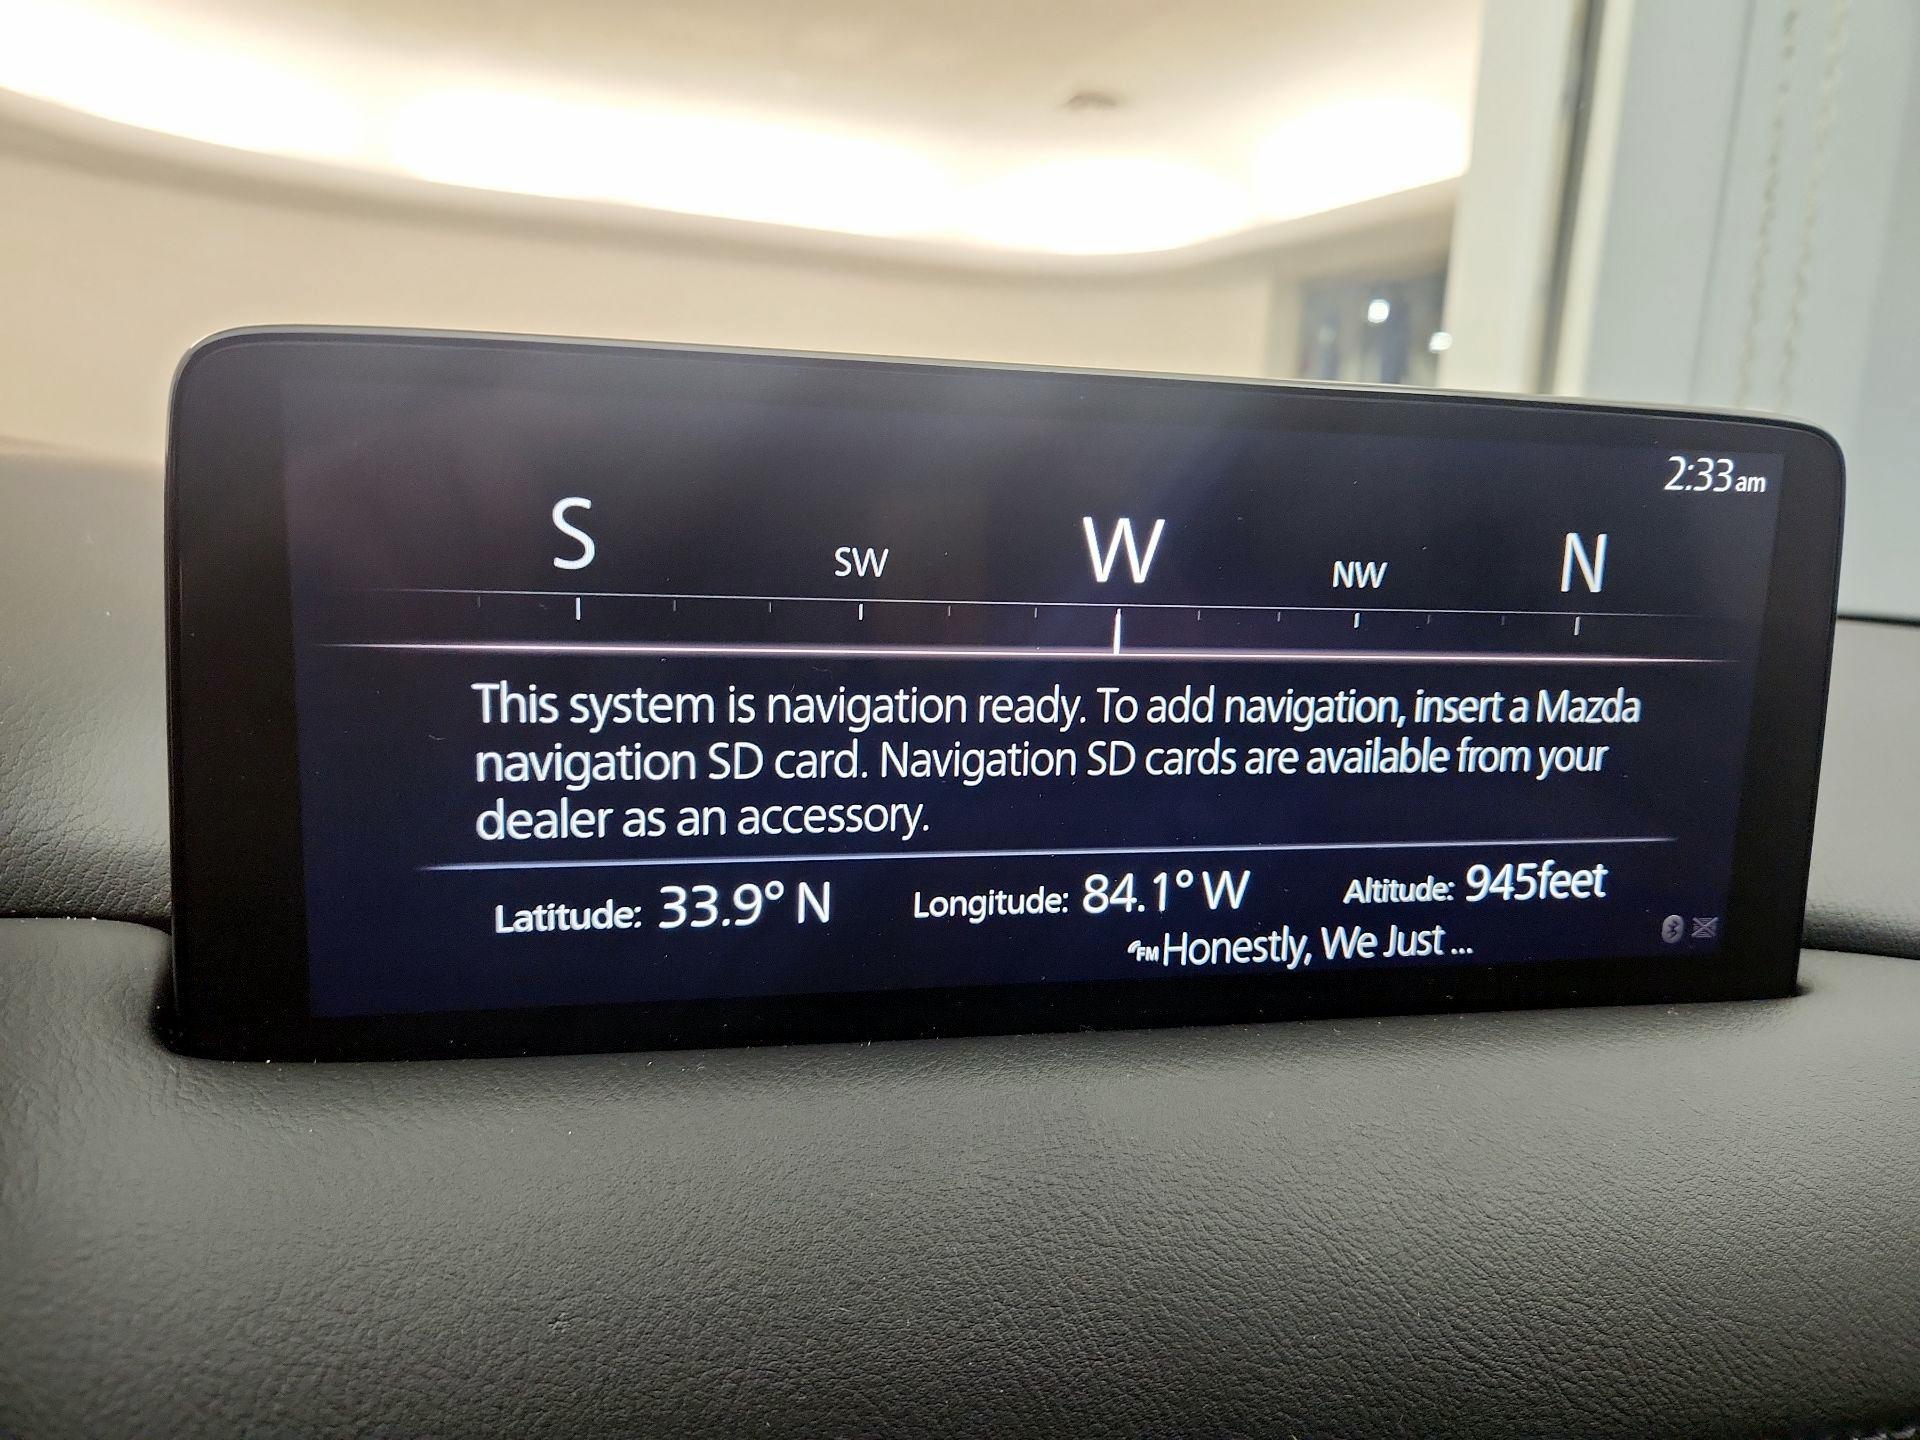 2:33am
S SW W NW N
This system is navigation ready. To add navigation, insert a Mazda
navigation SD card. Navigation SD cards are available from your
dealer as an accessory.
Latitude: 33.9° N Longitude: 84.1° W Altitude: 945feet
FM Honestly, We Just ...